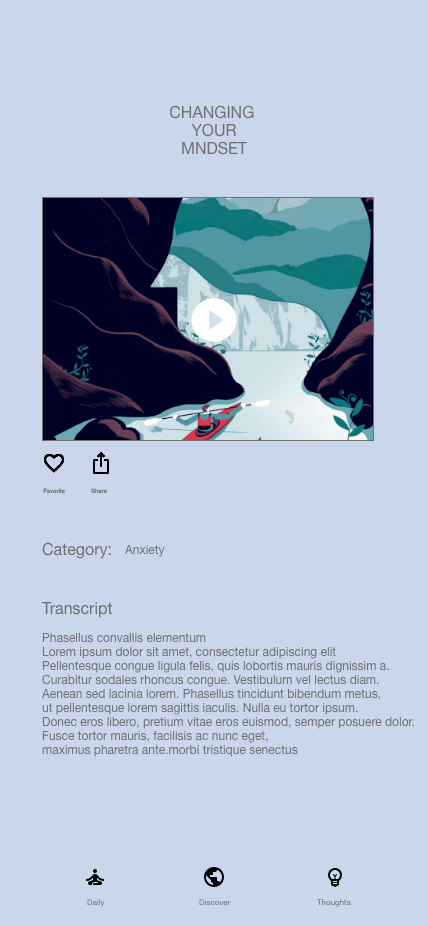 CHANGING
YOUR
MNDSET
Favorite Share
Category: Anxiety
Transcript
Phasellus convallis elementum
Lorem ipsum dolor sit amet, consectetur adipiscing elit
Pellentesque congue ligula felis, quis lobortis mauris dignissim a.
Curabitur sodales rhoncus congue. Vestibulum vel lectus diam.
Aenean sed lacinia lorem. Phasellus tincidunt bibendum metus,
ut pellentesque lorem sagittis iaculis. Nulla eu tortor ipsum.
Donec eros libero, pretium vitae eros euismod, semper posuere dolor.
Fusce tortor mauris, facilisis ac nunc eget,
maximus pharetra ante.morbi tristique senectus
Daily Discover Thoughts